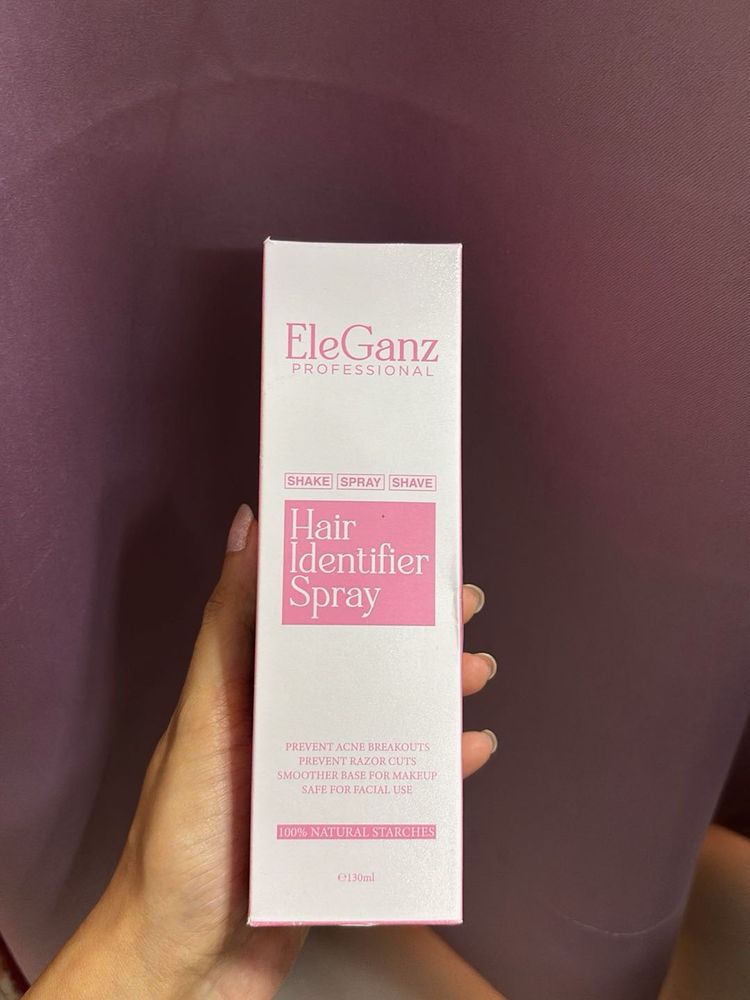 EleGanz
PROFESSIONAL
SHAKE SPRAY SHAVE
Hair
Identifier
Spray
PREVENT ACNE BREAKOUTS
PREVENT RAZOR CUTS
SMOOTHER BASE FOR MAKEUP
SAFE FOR FACIAL USE
100% NATURAL STARCHES
℮130ml